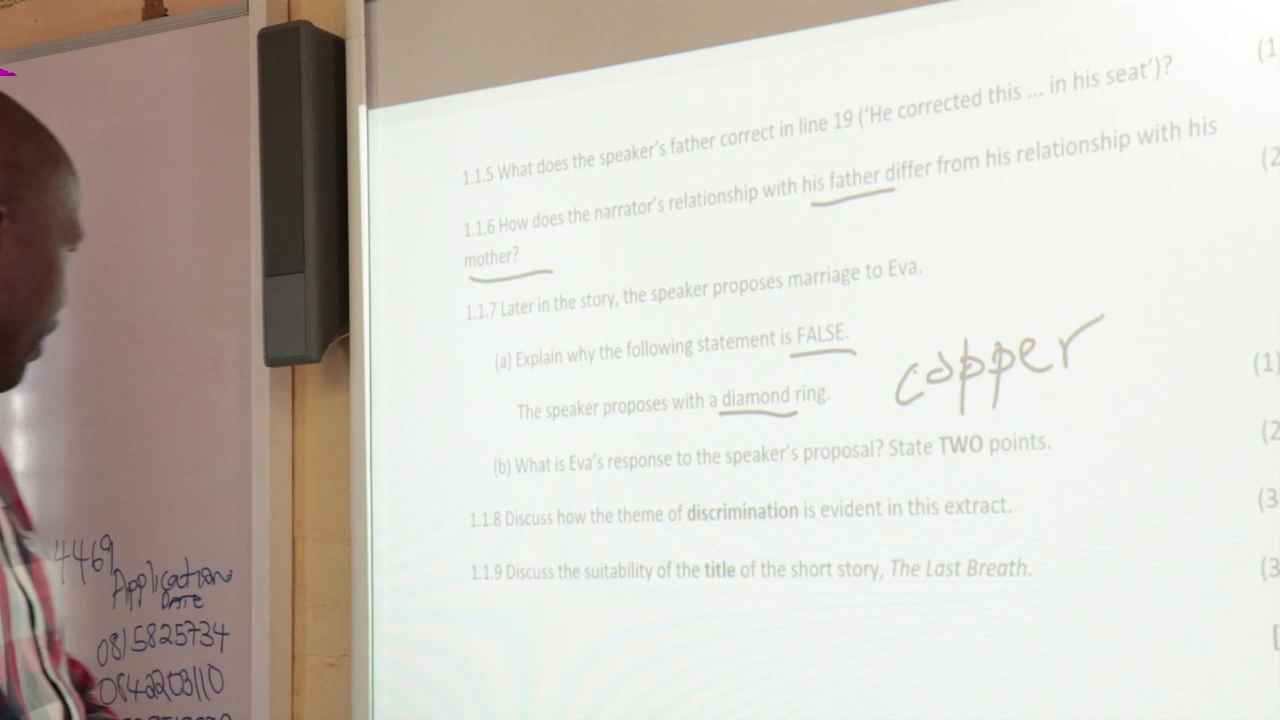 1.1.5 What does the speaker's father correct in line 19 ('He corrected this ... in his seat')? (1
1.1.6 How does the narrator's relationship with his father differ from his relationship with his
mother? (2
1.1.7 Later in the story, the speaker proposes marriage to Eva.
(a) Explain why the following statement is FALSE.
The speaker proposes with a diamond ring. (1)
copper
(b) What is Eva's response to the speaker's proposal? State TWO points. (2
1.1.8 Discuss how the theme of discrimination is evident in this extract. (3
1.1.9 Discuss the suitability of the title of the short story, The Last Breath. (3
[
4469
Applications
DATE
0815825734
0842203110